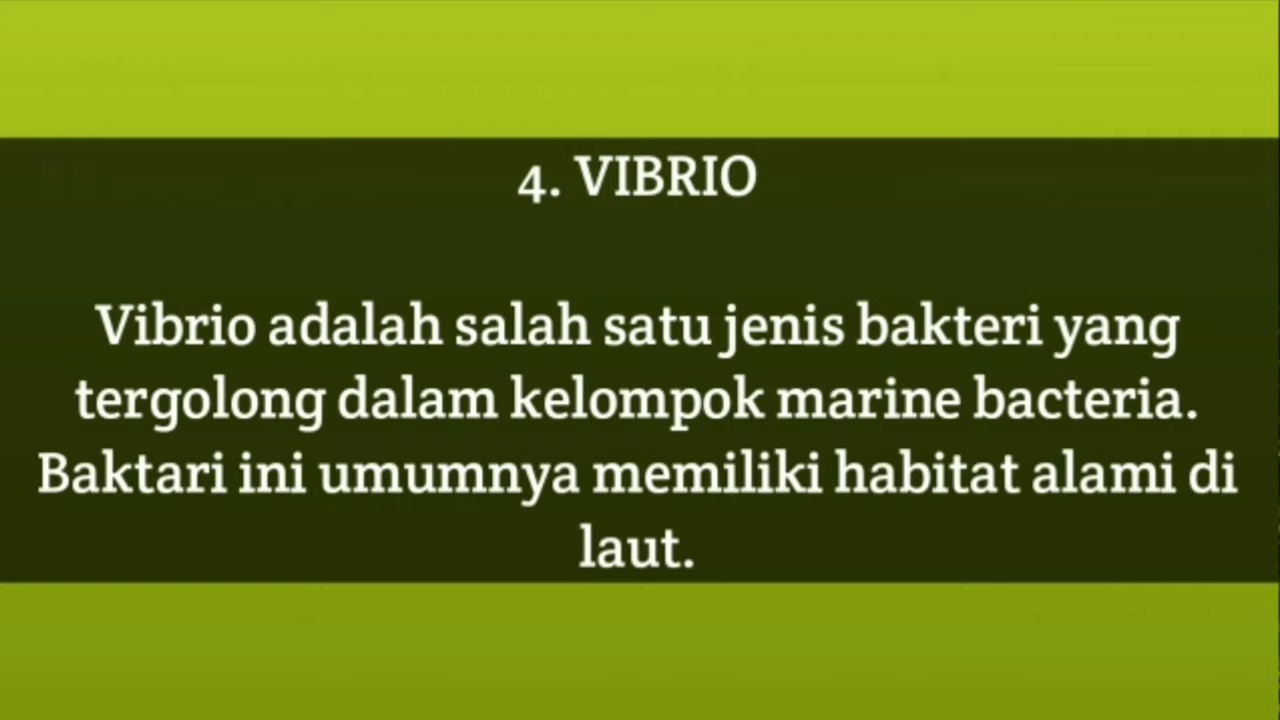 4. VIBRIO
Vibrio adalah salah satu jenis bakteri yang
tergolong dalam kelompok marine bacteria.
Baktari ini umumnya memiliki habitat alami di
laut.